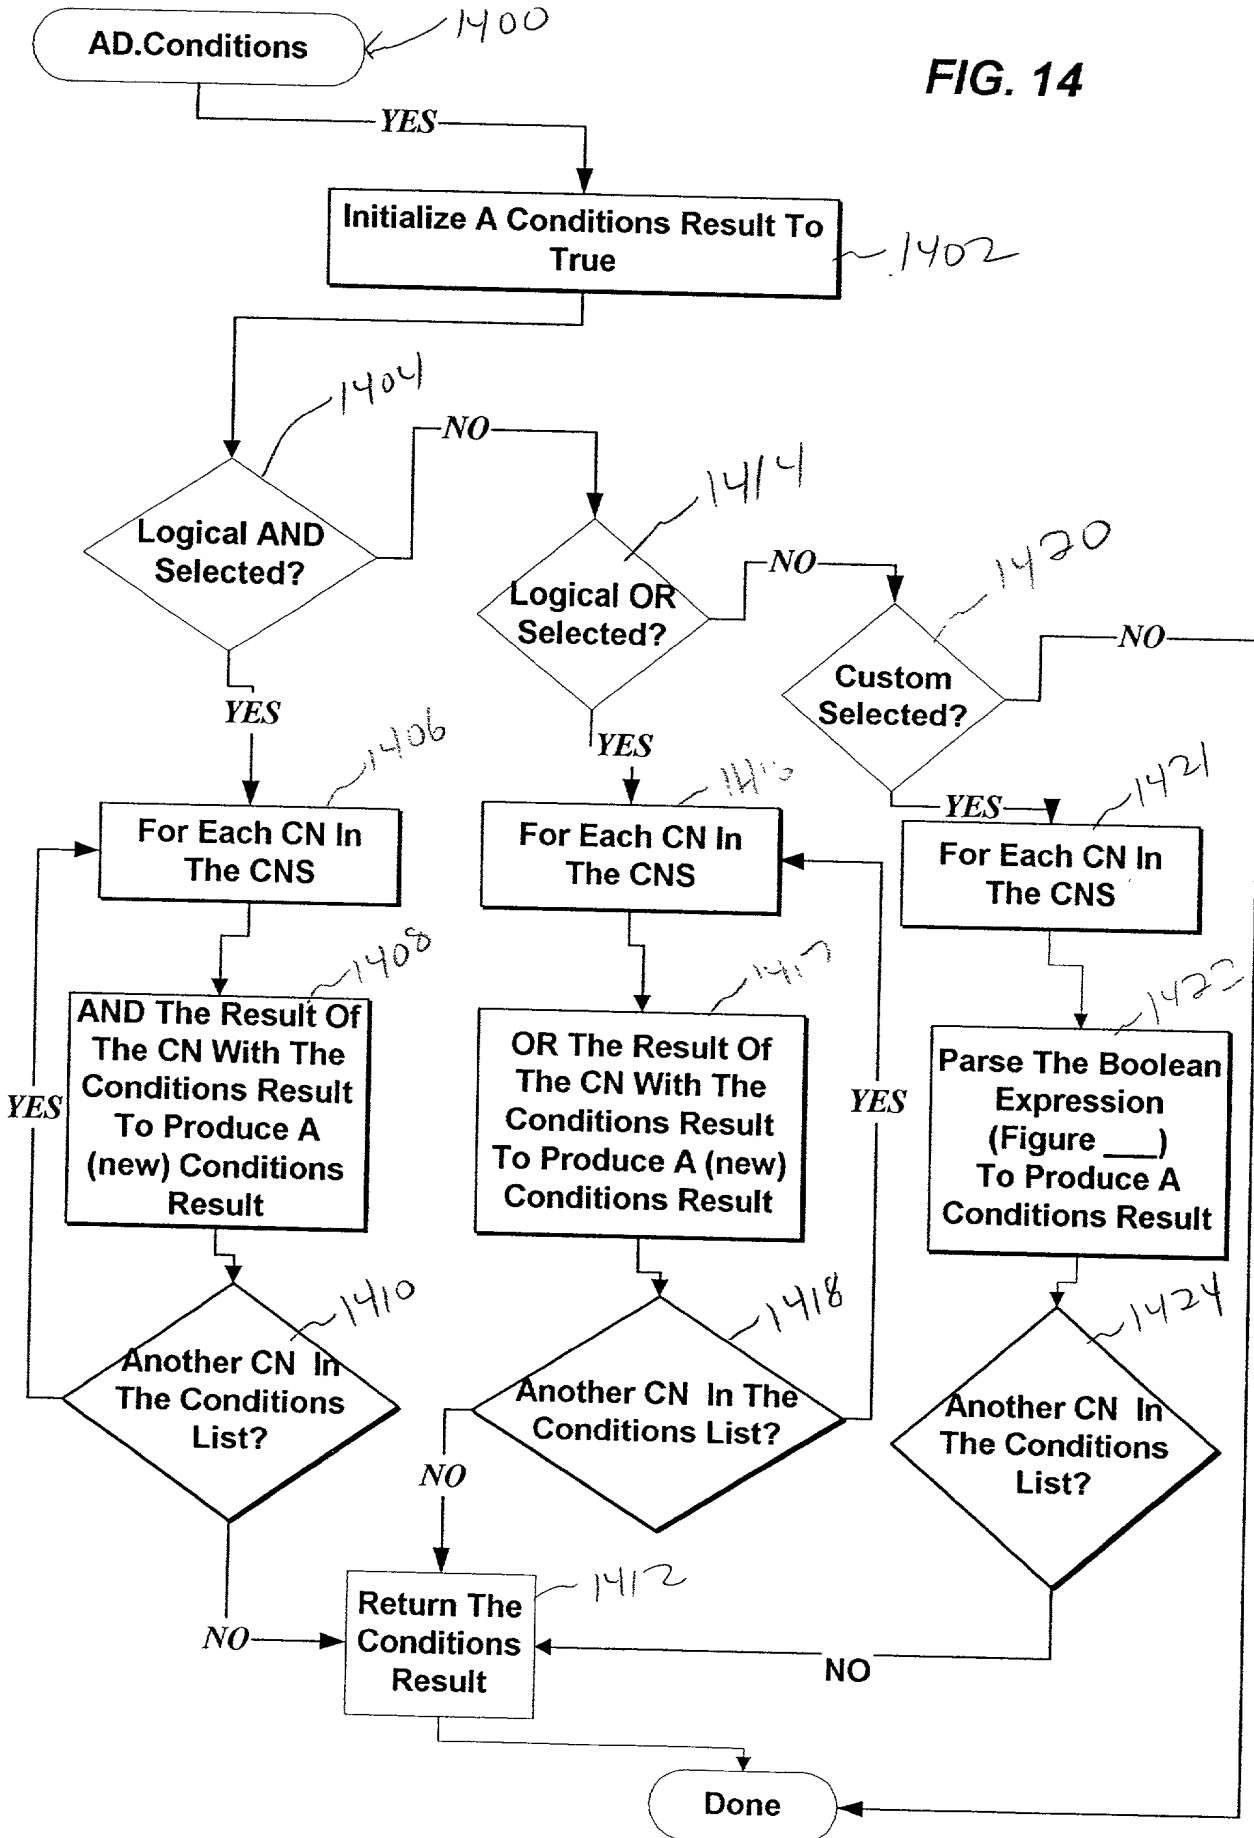 AD.Conditions
1400
FIG. 14
YES
Initialize A Conditions Result To
True
1402
1404
NO
Logical AND
Selected?
1414
NO
Logical OR
Selected?
1420
NO
Custom
Selected?
YES
YES
YES
1406
For Each CN In
The CNS
For Each CN In
The CNS
1421
For Each CN In
The CNS
1408
AND The Result Of
The CN With The
Conditions Result
To Produce A
(new) Conditions
Result
YES
OR The Result Of
The CN With The
Conditions Result
To Produce A (new)
Conditions Result
YES
1422
Parse The Boolean
Expression
(Figure ___)
To Produce A
Conditions Result
1410
Another CN In
The Conditions
List?
NO
1418
Another CN In The
Conditions List?
NO
1424
Another CN In
The Conditions
List?
NO
1412
Return The
Conditions
Result
Done